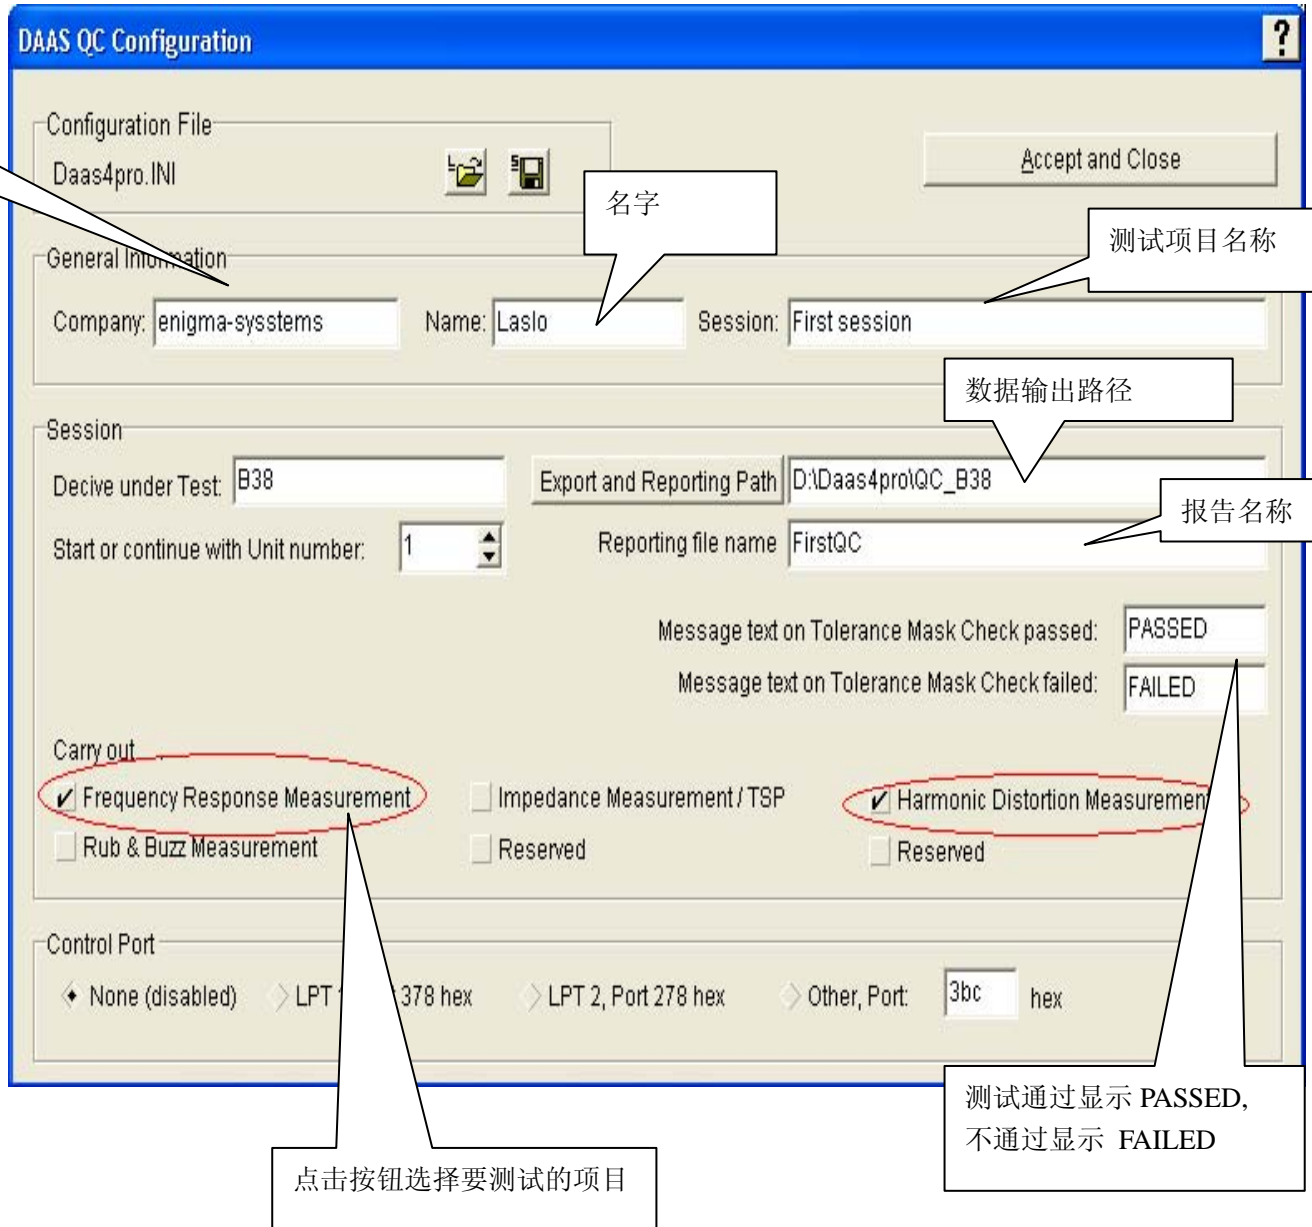 DAAS QC Configuration
?
Configuration File
Daas4pro.INI
Accept and Close
名字
测试项目名称
General Information
Company: enigma-sysstems Name: Laslo Session: First session
数据输出路径
Session
Decive under Test: B38 Export and Reporting Path D:\Daas4pro\QC_B38
报告名称
Start or continue with Unit number: 1 Reporting file name FirstQC
Message text on Tolerance Mask Check passed: PASSED
Message text on Tolerance Mask Check failed: FAILED
Carry out
Frequency Response Measurement Impedance Measurement / TSP Harmonic Distortion Measurement
Rub & Buzz Measurement Reserved Reserved
Control Port
None (disabled) LPT 378 hex LPT 2, Port 278 hex Other, Port: 3bc hex
测试通过显示 PASSED,
不通过显示 FAILED
点击按钮选择要测试的项目